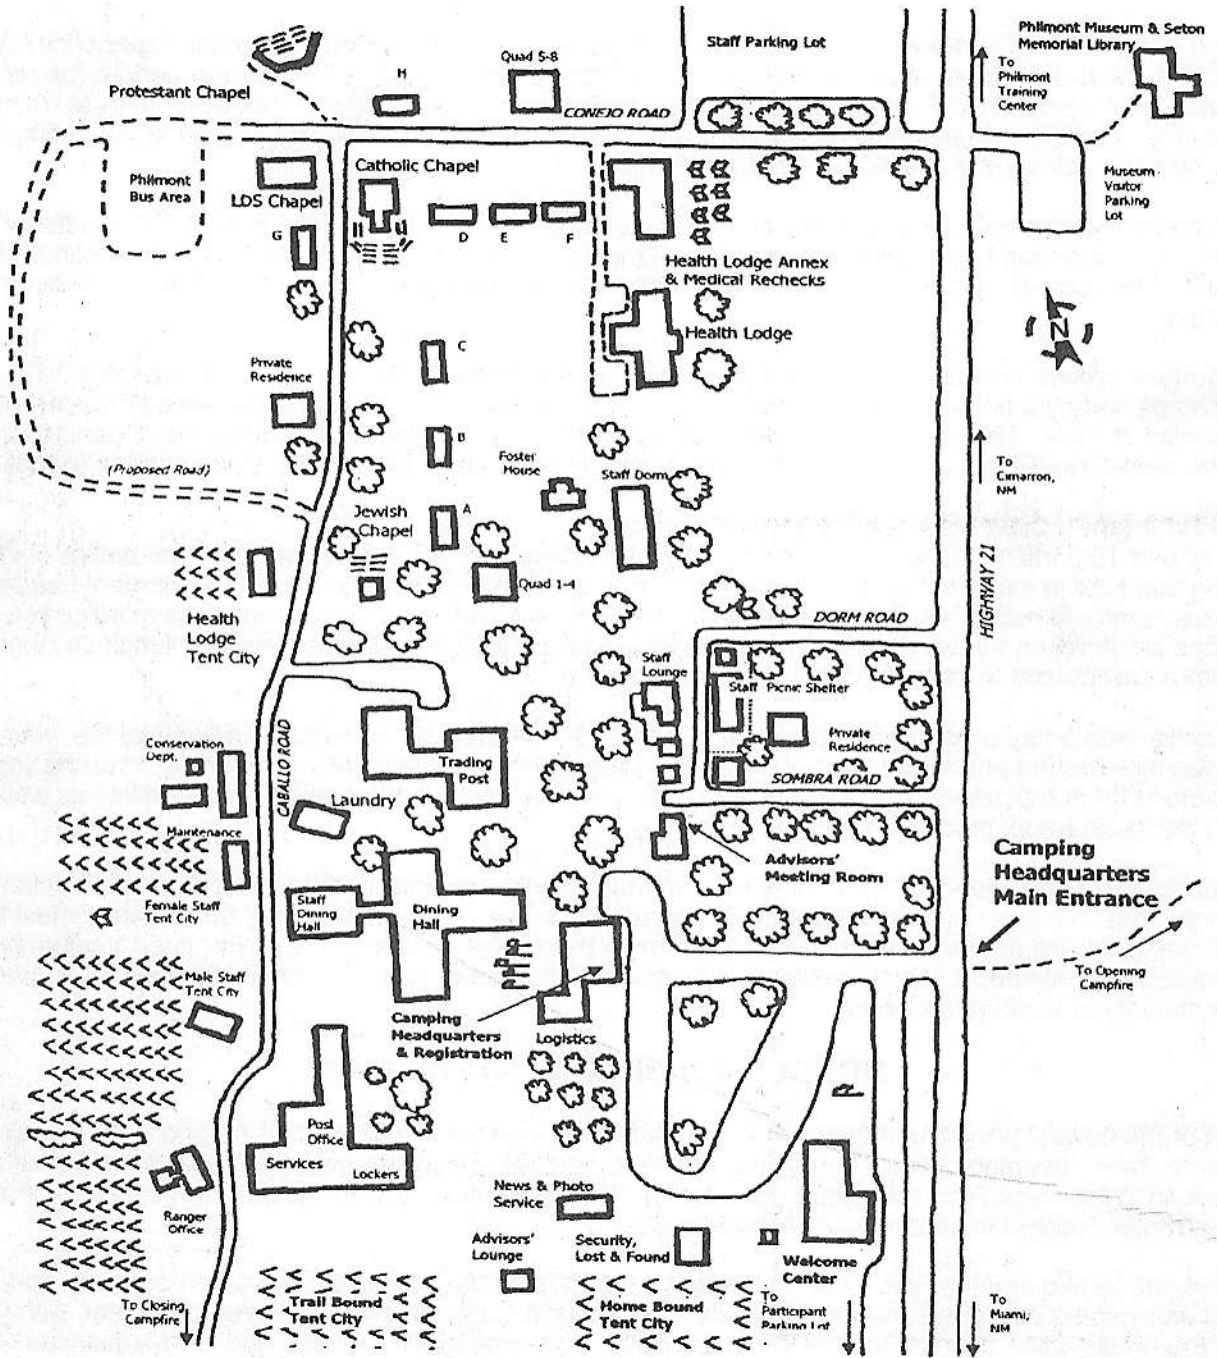 Staff Parking Lot
Philmont Museum & Seton
Memorial Library
To
Philmont
Training
Center
Quad 5-8
H
Protestant Chapel
CONEJO ROAD
Philmont
Bus Area
LDS Chapel
Catholic Chapel
Museum
Visitor
Parking
Lot
G
D
E
F
Health Lodge Annex
& Medical Rechecks
Health Lodge
N
C
Private
Residence
B
(Proposed Road)
Foster
House
Staff Dorm
To
Cimarron,
NM
Jewish
Chapel
A
Quad 1-4
HIGHWAY 21
Health
Lodge
Tent City
DORM ROAD
Staff
Lounge
Staff Picnic Shelter
Private
Residence
Conservation
Dept.
CABALLO ROAD
Trading
Post
SOMBRA ROAD
Laundry
Maintenance
Advisors'
Meeting Room
Camping
Headquarters
Main Entrance
Female Staff
Tent City
Staff
Dining
Hall
Dining
Hall
Male Staff
Tent City
To Opening
Campfire
Camping
Headquarters
& Registration
Logistics
Post
Office
Services
Lockers
Ranger
Office
News & Photo
Service
Advisors'
Lounge
Security,
Lost & Found
Welcome
Center
To Closing
Campfire
Trail Bound
Tent City
Home Bound
Tent City
To
Participant
Parking Lot
To
Miami,
NM